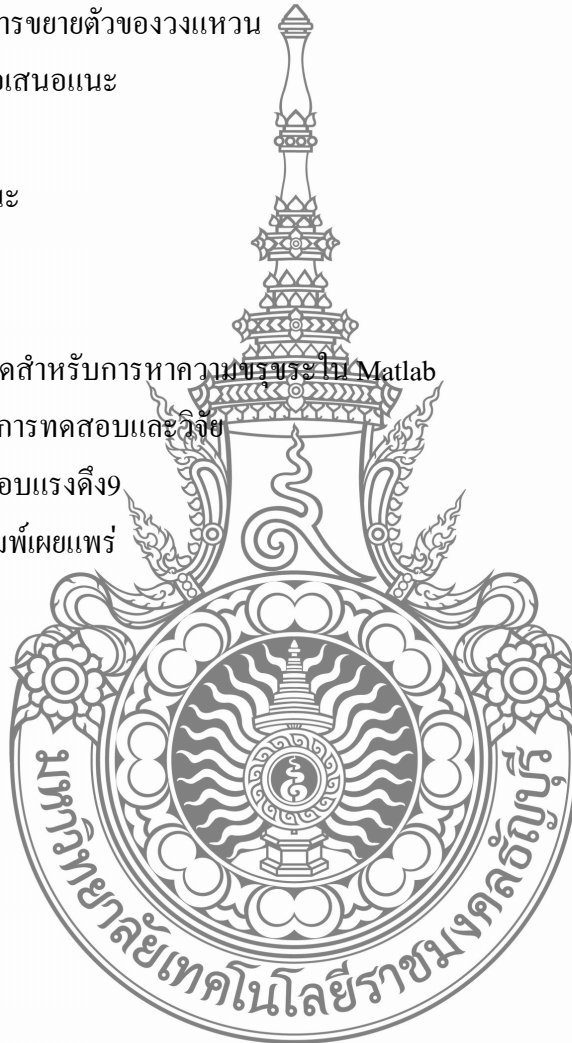 ารขยายตัวของวงแหวน
อเสนอแนะ
นะ
ดสำหรับการหาความขรุขระใน Matlab
การทดสอบและวิจัย
อบแรงดึง9
มพ์เผยแพร่
มหาวิทยาลัยเทคโนโลยีราชมงคลธัญบุรี